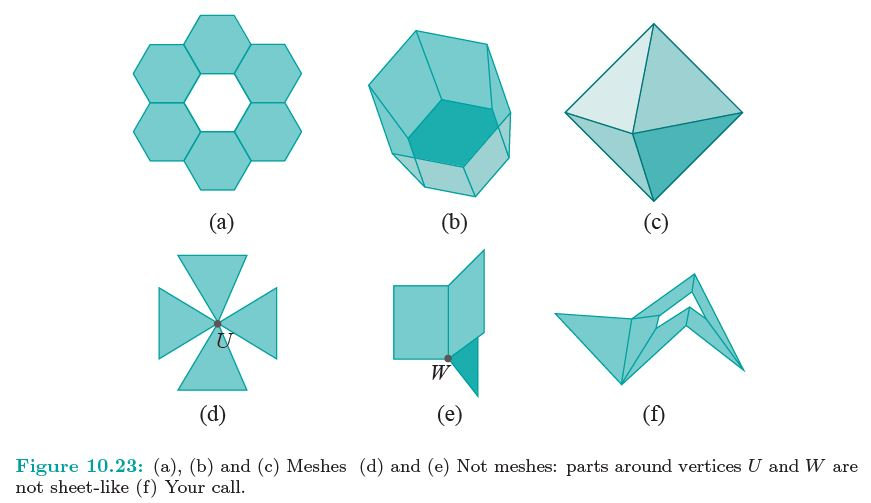 (a)
(b)
(c)
U
W
(d)
(e)
(f)
Figure 10.23: (a), (b) and (c) Meshes (d) and (e) Not meshes: parts around vertices U and W are
not sheet-like (f) Your call.